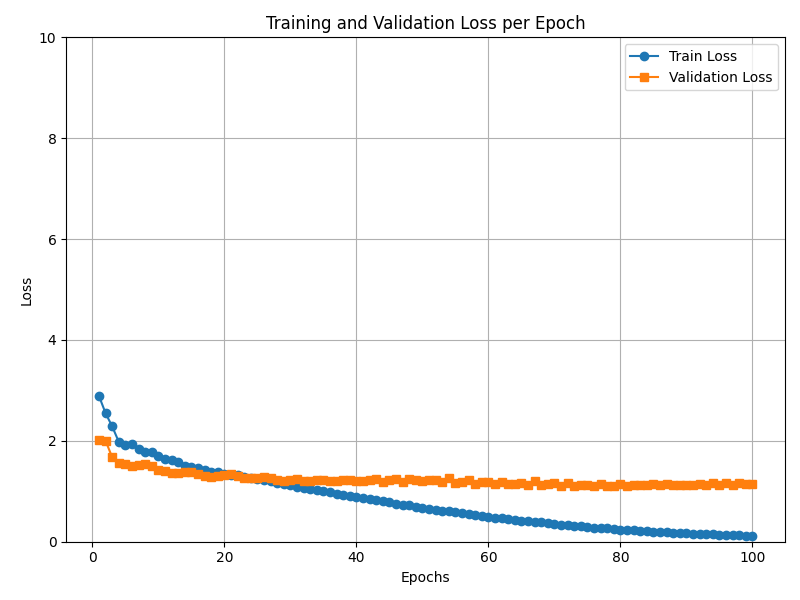 Training and Validation Loss per Epoch
Train Loss
Validation Loss
10
8
6
4
2
0
Loss
0 20 40 60 80 100
Epochs